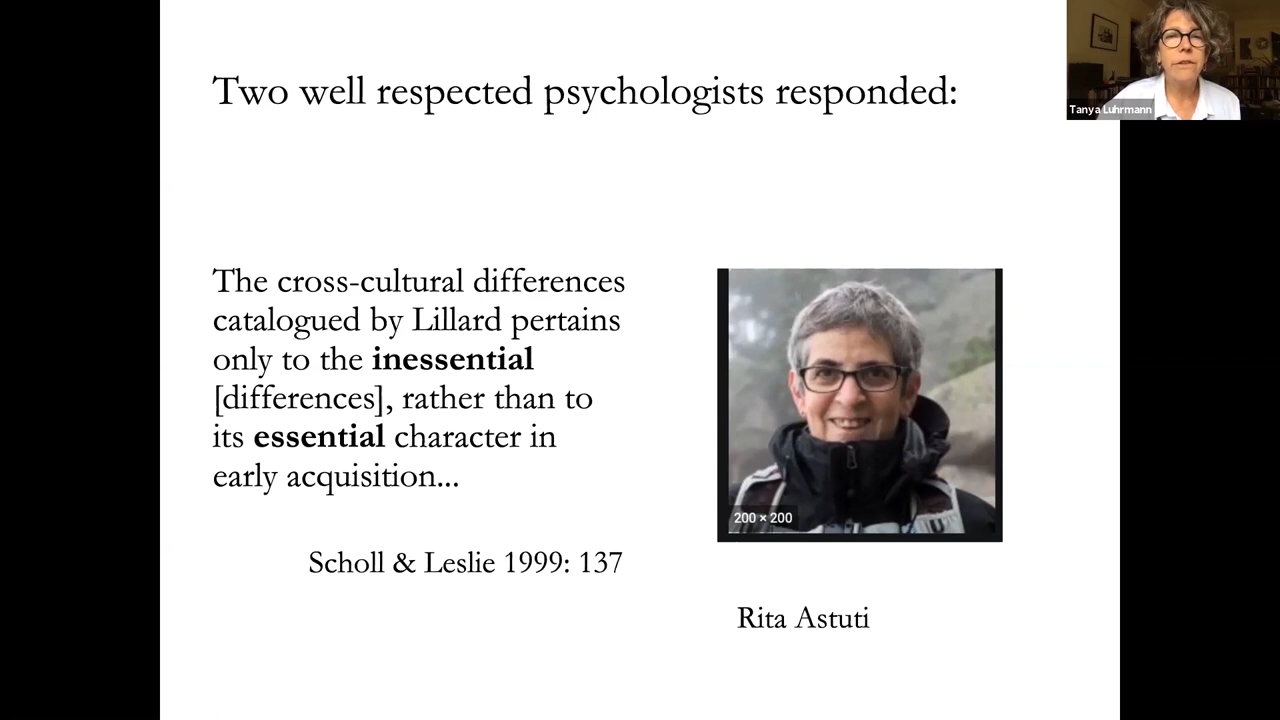 Two well respected psychologists responded:
Tanya Luhrmann
The cross-cultural differences
catalogued by Lillard pertains
only to the inessential
[differences], rather than to
its essential character in
early acquisition...
Scholl & Leslie 1999: 137
200 × 200
Rita Astuti